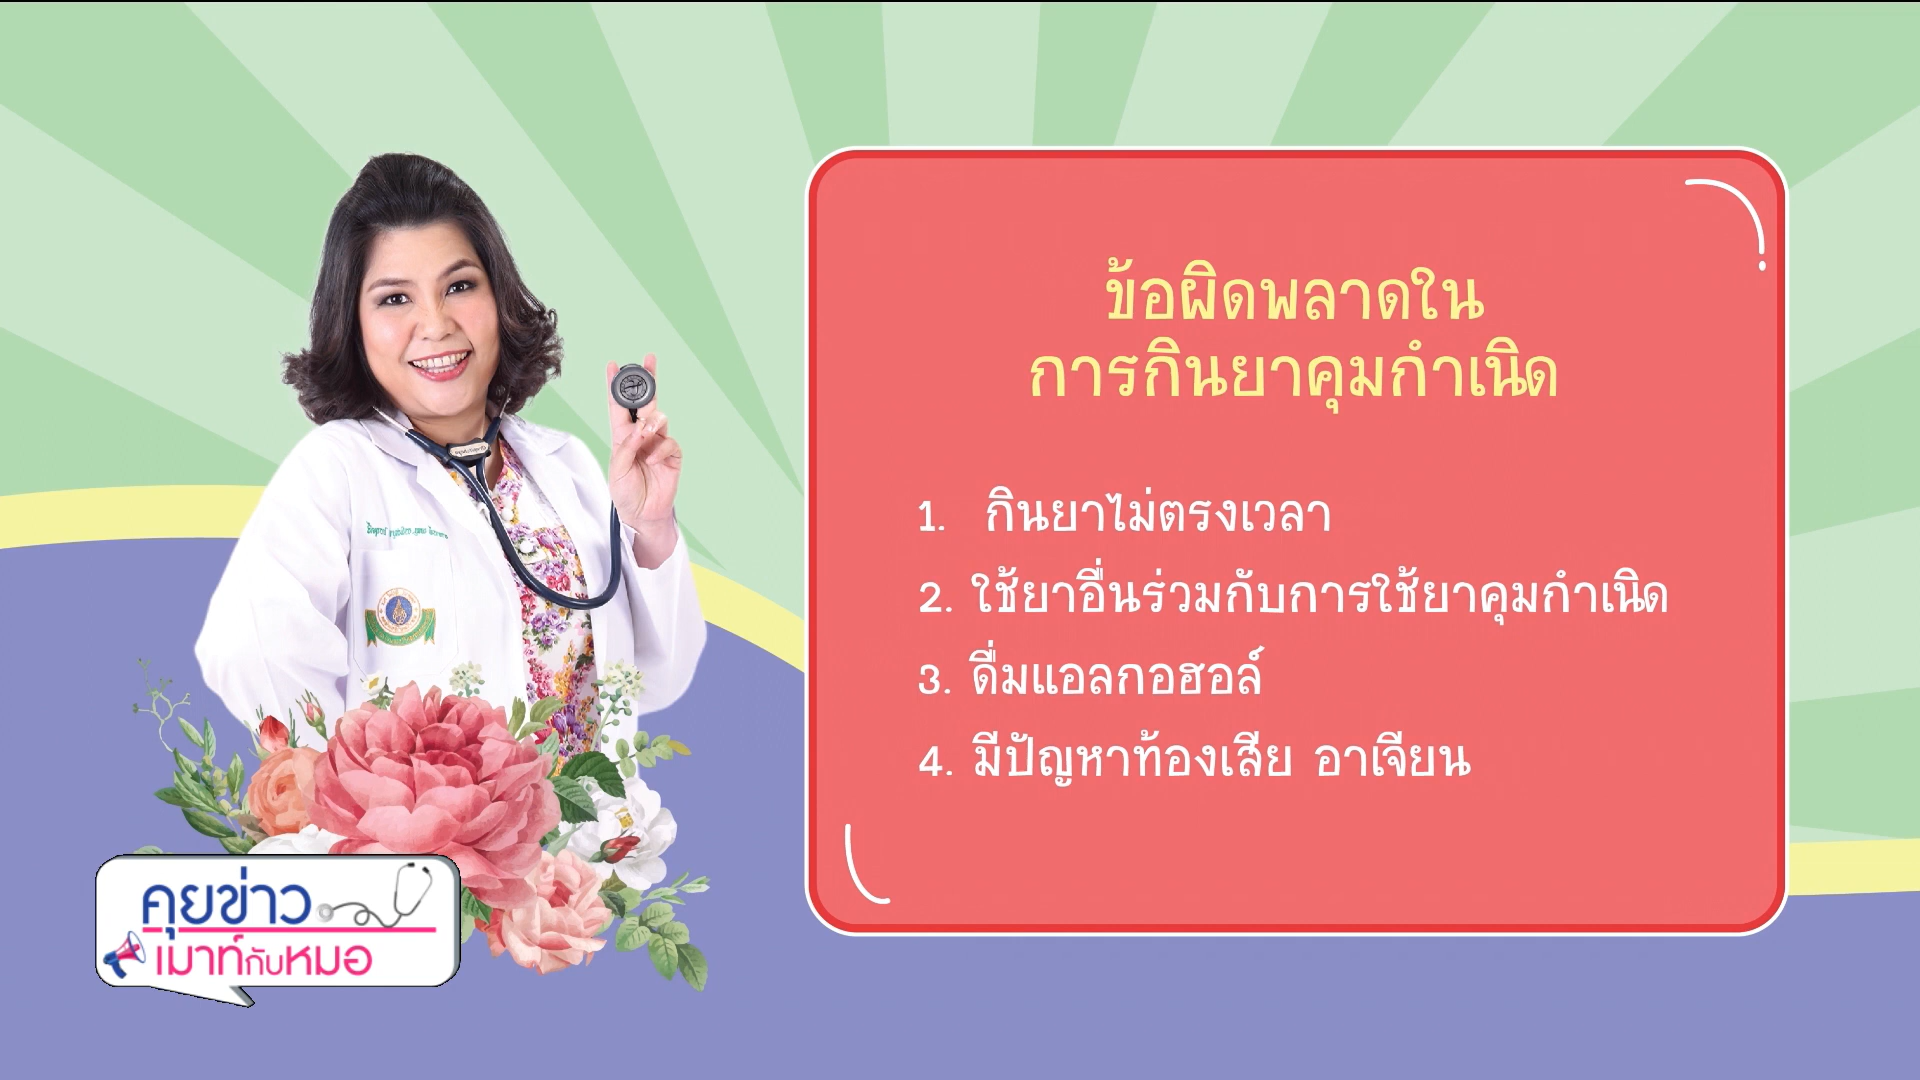 ข้อผิดพลาดใน
การกินยาคุมกำเนิด
1. กินยาไม่ตรงเวลา
2. ใช้ยาอื่นร่วมกับการใช้ยาคุมกำเนิด
3. ดื่มแอลกอฮอล์
4. มีปัญหาท้องเสีย อาเจียน
คุยข่าว
เมาท์กับหมอ